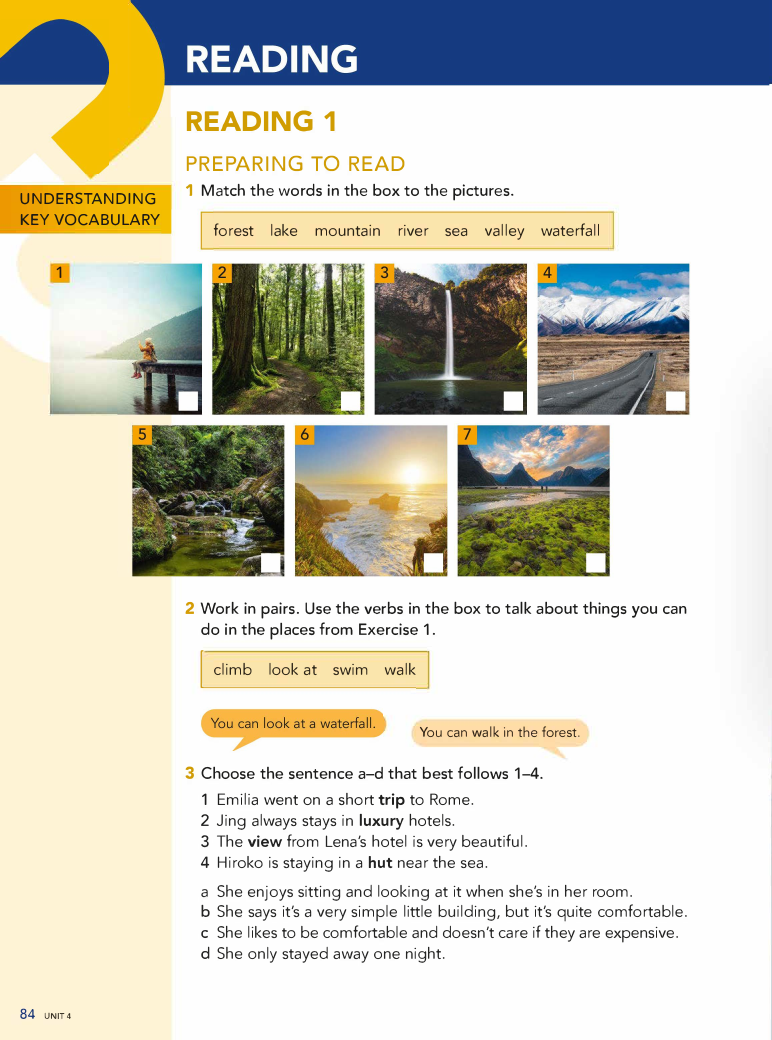 READING
READING 1
PREPARING TO READ
UNDERSTANDING
KEY VOCABULARY
1 Match the words in the box to the pictures.
forest lake mountain river sea valley waterfall
1
2
3
4
5
6
7
2 Work in pairs. Use the verbs in the box to talk about things you can
do in the places from Exercise 1.
climb look at swim walk
You can look at a waterfall.
You can walk in the forest.
3 Choose the sentence a–d that best follows 1–4.
1 Emilia went on a short trip to Rome.
2 Jing always stays in luxury hotels.
3 The view from Lena’s hotel is very beautiful.
4 Hiroko is staying in a hut near the sea.
a She enjoys sitting and looking at it when she’s in her room.
b She says it’s a very simple little building, but it’s quite comfortable.
c She likes to be comfortable and doesn’t care if they are expensive.
d She only stayed away one night.
84 UNIT 4